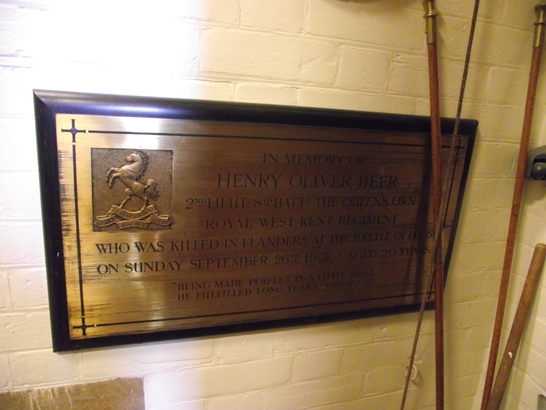 IN MEMORY OF
HENRY OLIVER BEER
2ND LIEUT. 8TH BATTN THE QUEEN'S OWN
ROYAL WEST KENT REGIMENT
WHO WAS KILLED IN FLANDERS AT THE BATTLE OF LOOS
ON SUNDAY SEPTEMBER 26TH 1915. AGED 20 YEARS
"BEING MADE PERFECT IN A LITTLE WHILE
HE FULFILLED LONG YEARS."